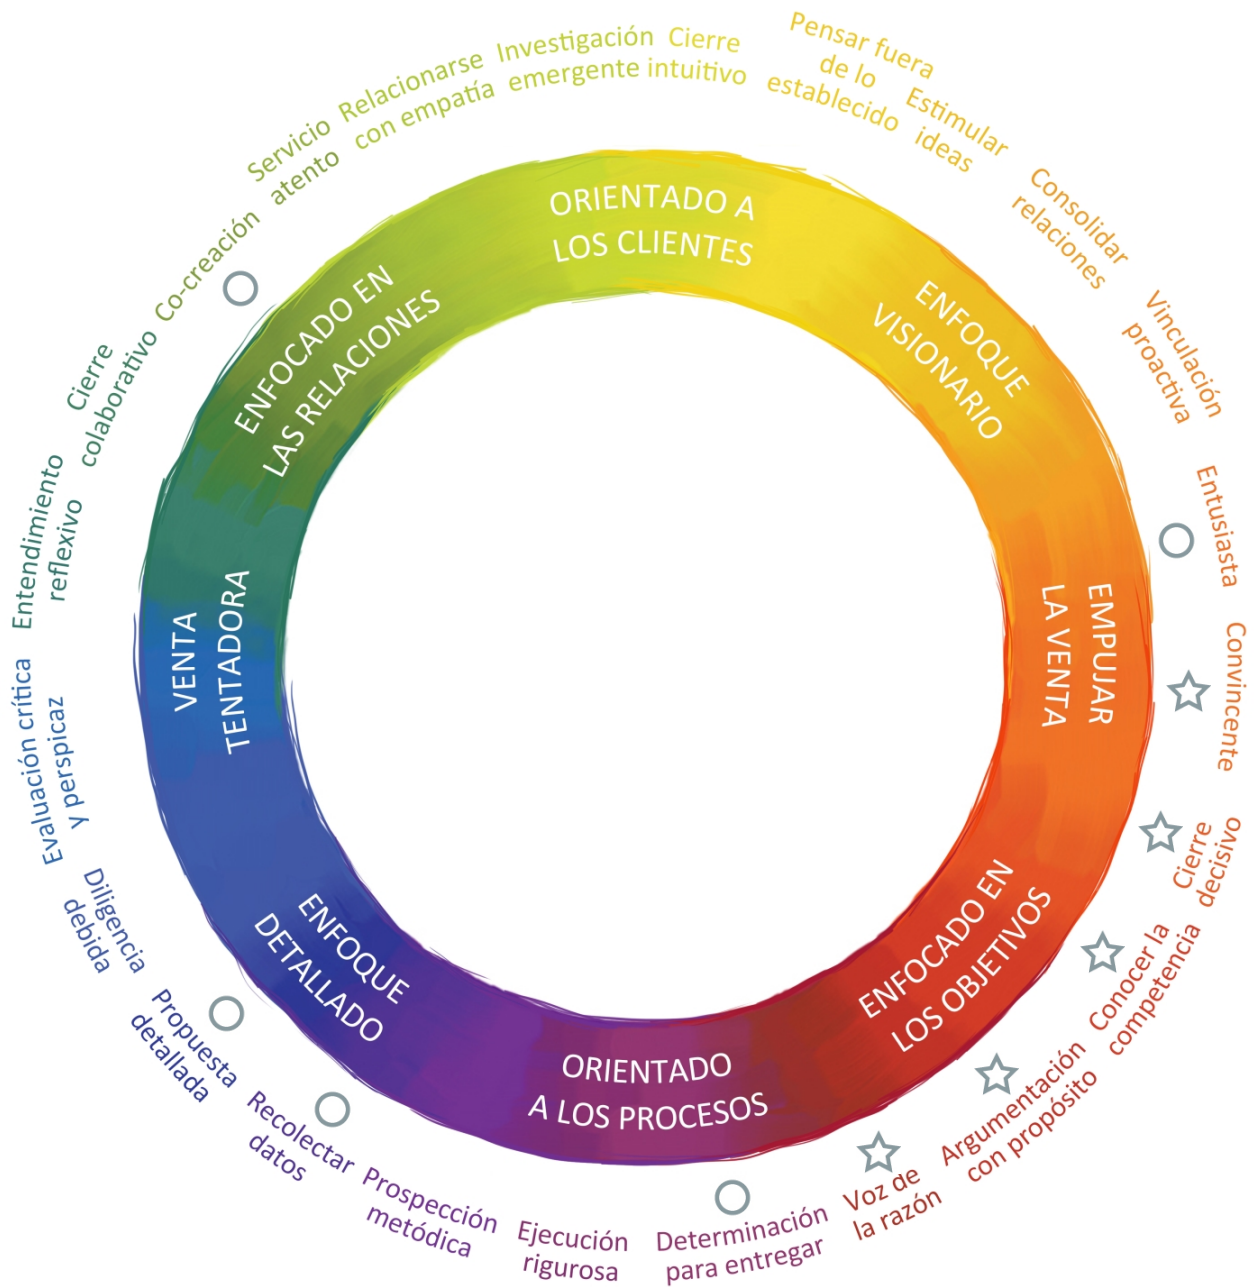 Pensar fuera
de lo
establecido
Estimular
ideas
Consolidar
relaciones
Vinculación
proactiva
Entusiasta
Convincente
Cierre
decisivo
Conocer la
competencia
Argumentación
con propósito
Voz de
la razón
Determinación
para entregar
Ejecución
rigurosa
Prospección
metódica
Recolectar
datos
Propuesta
detallada
Diligencia
debida
Evaluación crítica
y perspicaz
Entendimiento
reflexivo
Cierre
colaborativo
Co-creación
Servicio
atento
Relacionarse
con empatía
Investigación
emergente
Cierre
intuitivo
ORIENTADO A
LOS CLIENTES
ENFOQUE
VISIONARIO
EMPUJAR
LA VENTA
ENFOCADO EN
LOS OBJETIVOS
ORIENTADO
A LOS PROCESOS
ENFOQUE
DETALLADO
VENTA
TENTADORA
ENFOCADO EN
LAS RELACIONES